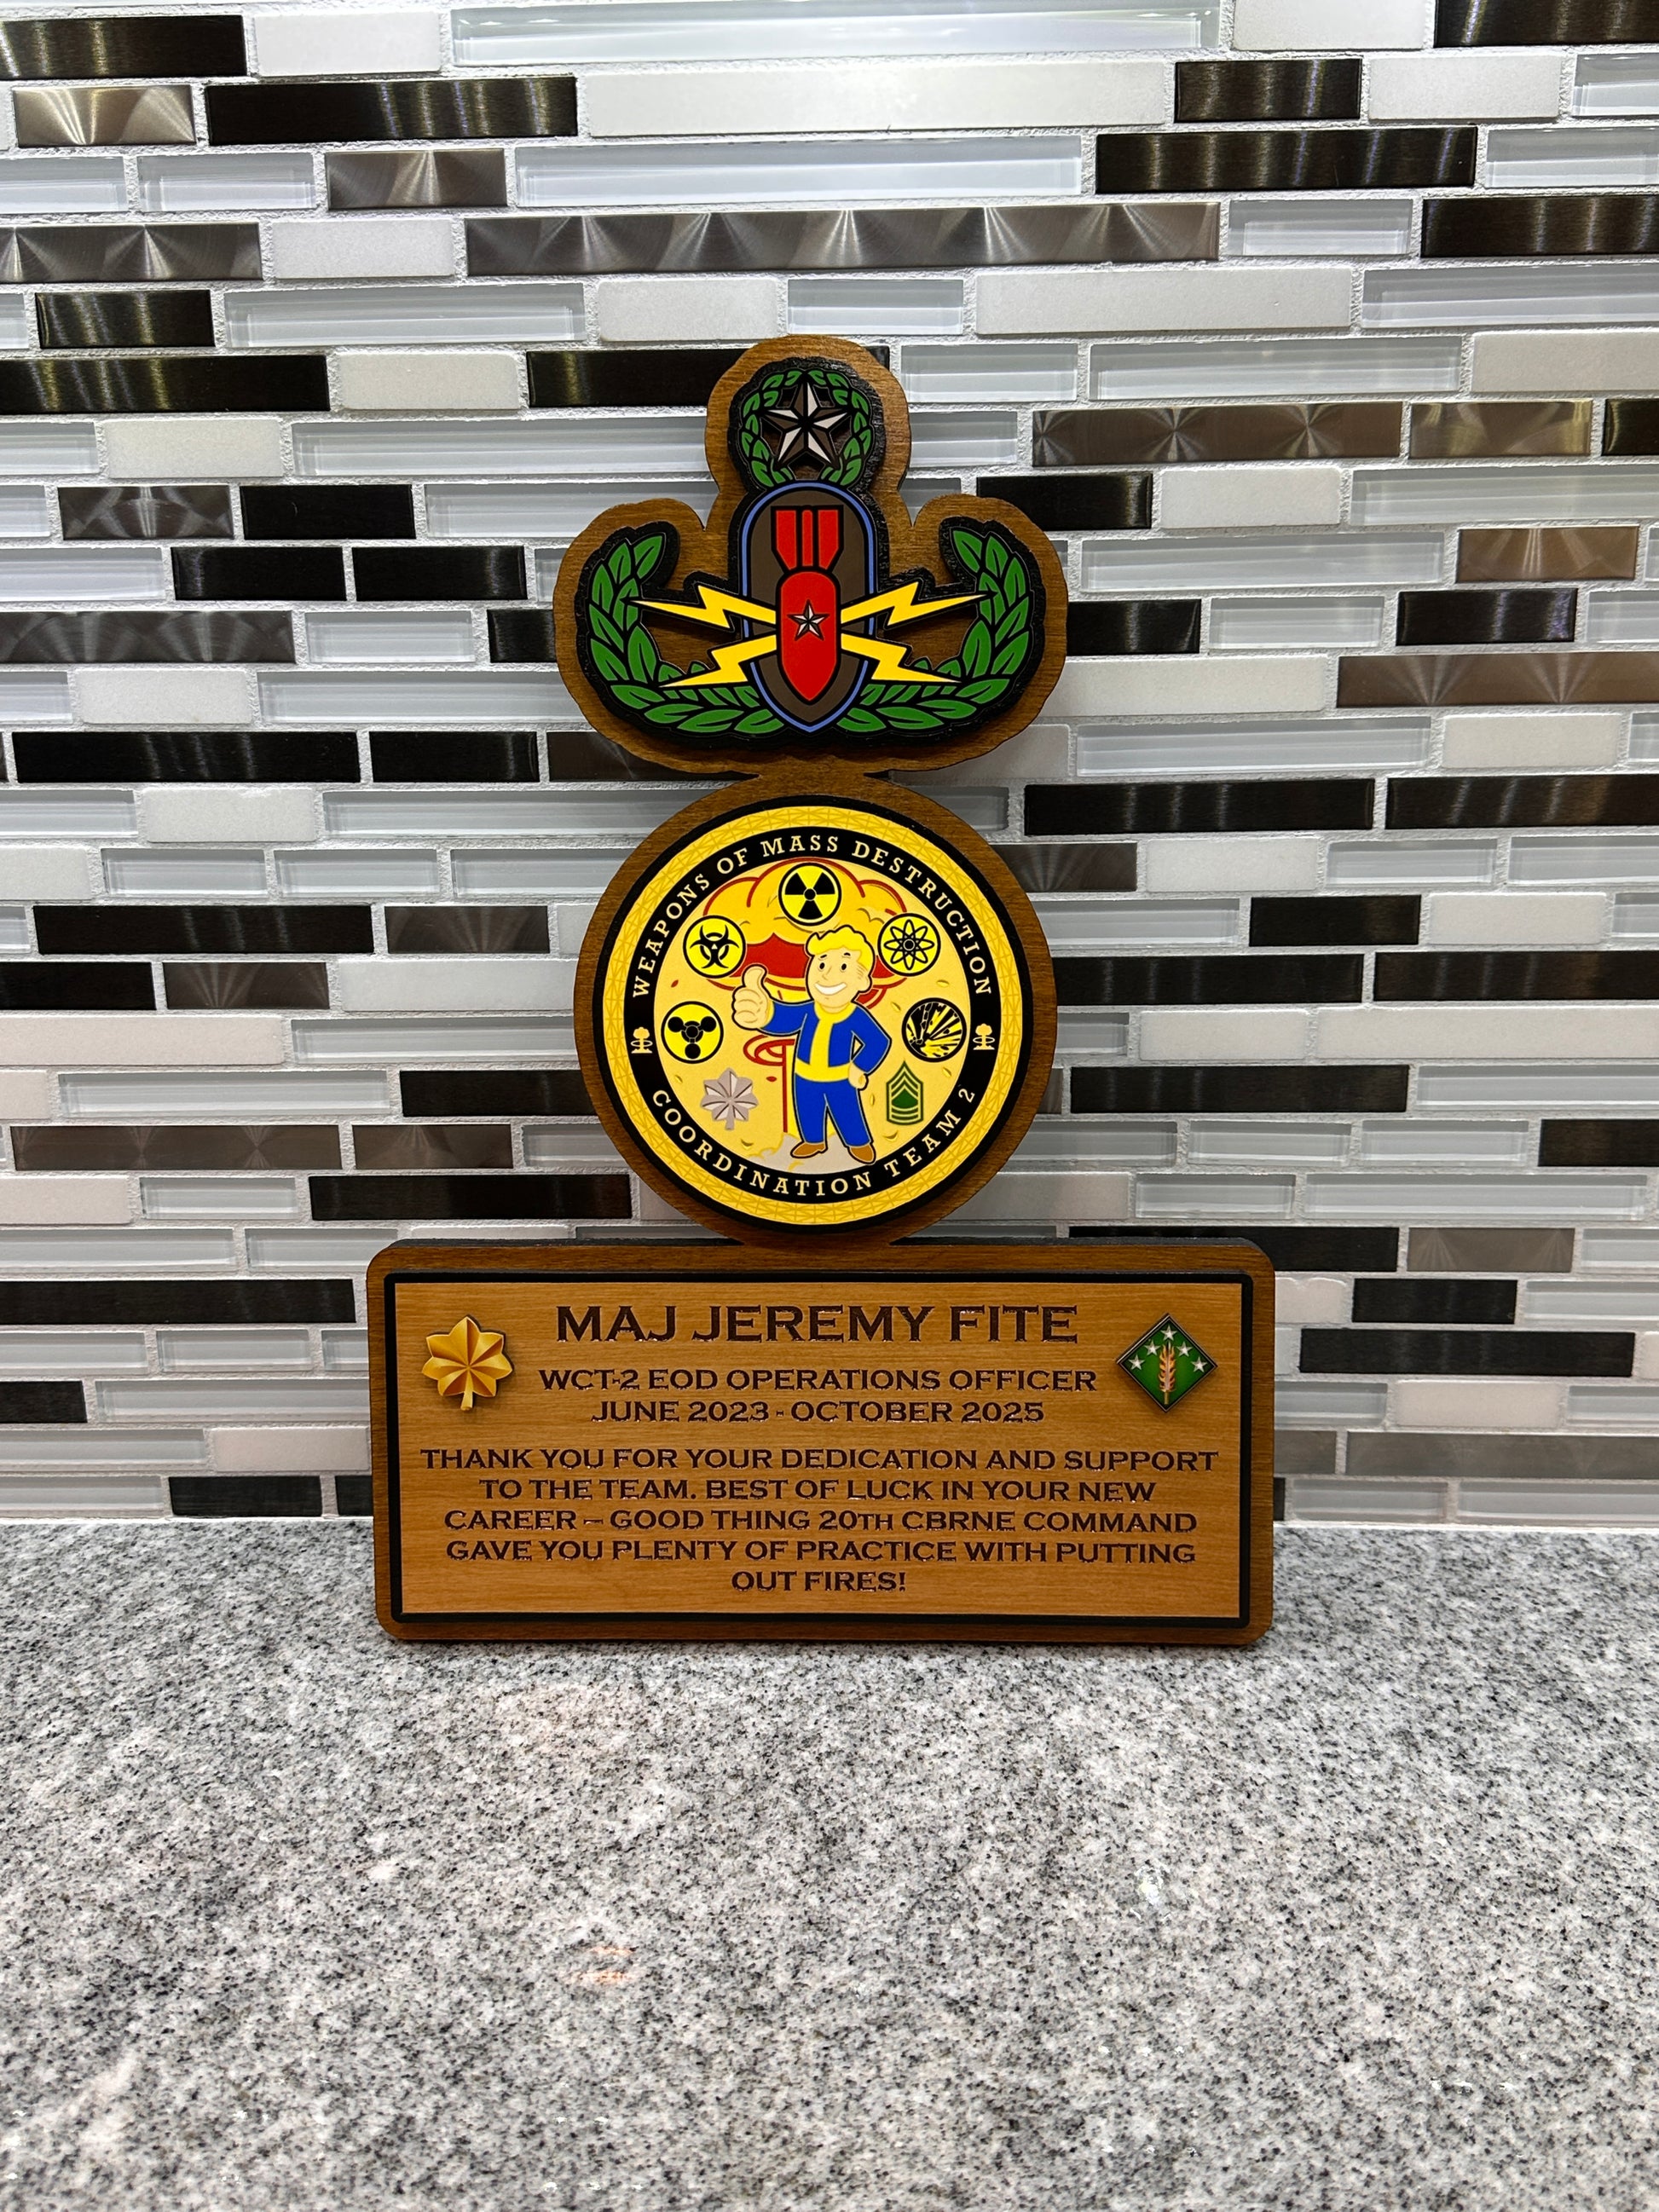 WEAPONS OF MASS DESTRUCTION
COORDINATION TEAM 2
MAJ JEREMY FITE
WCT-2 EOD OPERATIONS OFFICER
JUNE 2023 - OCTOBER 2025
THANK YOU FOR YOUR DEDICATION AND SUPPORT
TO THE TEAM. BEST OF LUCK IN YOUR NEW
CAREER – GOOD THING 20TH CBRNE COMMAND
GAVE YOU PLENTY OF PRACTICE WITH PUTTING
OUT FIRES!